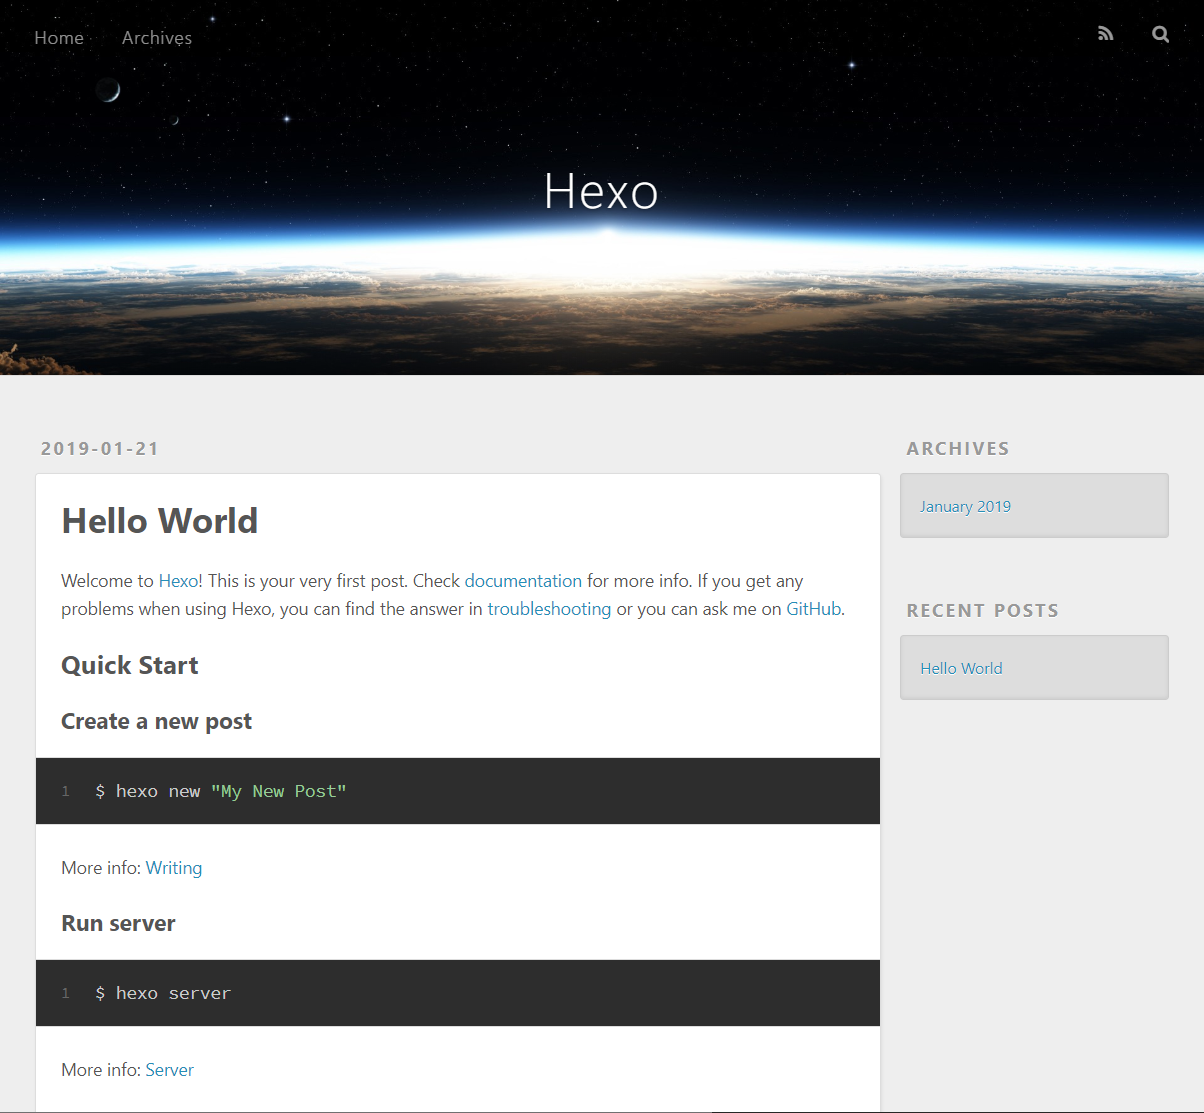 Home Archives
Hexo
2019-01-21
Hello World
Welcome to Hexo! This is your very first post. Check documentation for more info. If you get any
problems when using Hexo, you can find the answer in troubleshooting or you can ask me on GitHub.
Quick Start
Create a new post
1 $ hexo new "My New Post"
More info: Writing
Run server
1 $ hexo server
More info: Server
ARCHIVES
January 2019
RECENT POSTS
Hello World